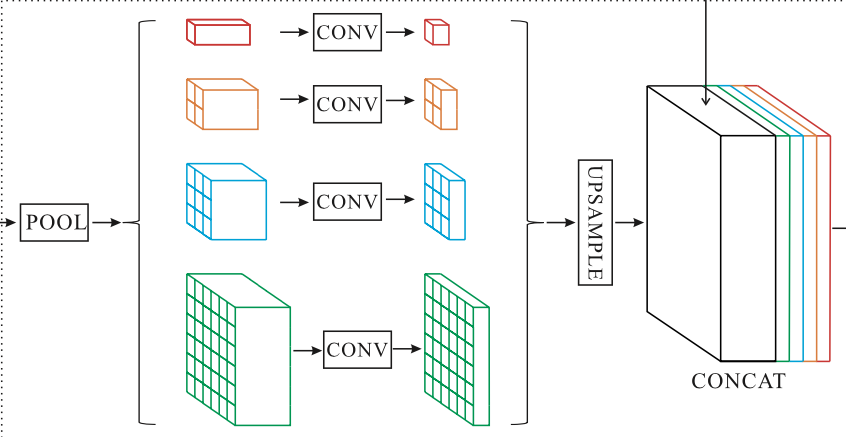 CONV
CONV
CONV
POOL
UPSAMPLE
CONV
CONCAT